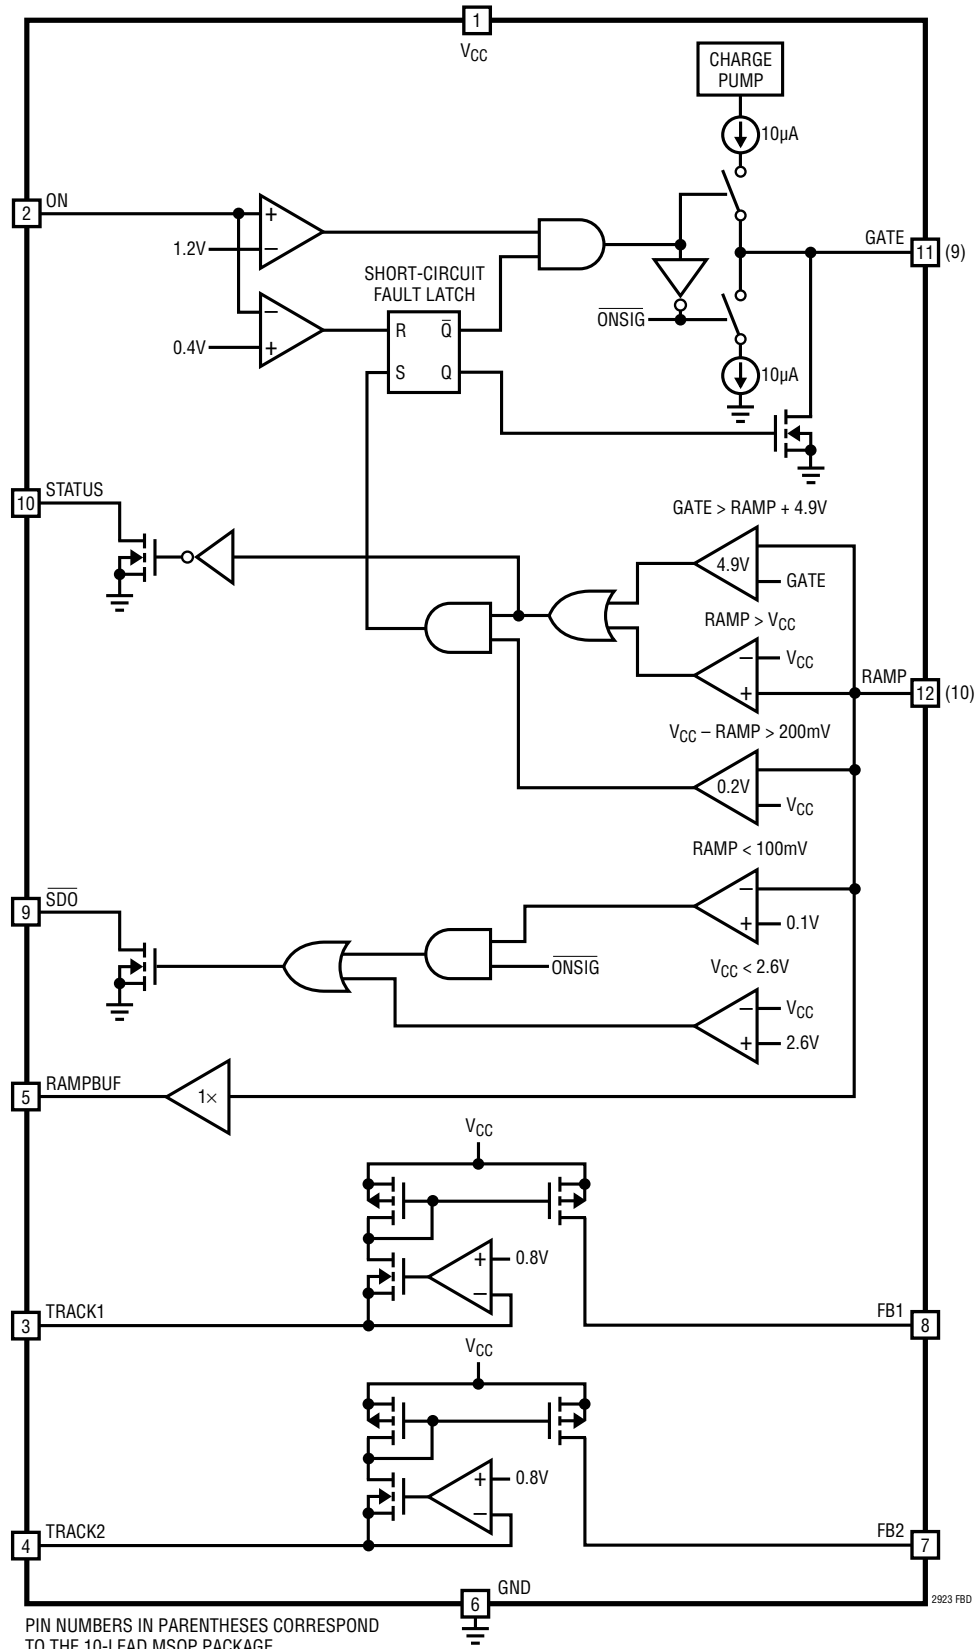 1
VCC
CHARGE
PUMP
10µA
2
ON
+
1.2V
−
GATE
11
(9)
SHORT-CIRCUIT
FAULT LATCH
−
0.4V
+
R
Q̅
S
Q
O̅N̅S̅I̅G̅
10µA
10
STATUS
GATE > RAMP + 4.9V
4.9V
GATE
RAMP > VCC
−
VCC
+
RAMP
12
(10)
VCC – RAMP > 200mV
0.2V
VCC
RAMP < 100mV
9
S̅D̅O̅
−
+
0.1V
O̅N̅S̅I̅G̅
VCC < 2.6V
−
VCC
+
2.6V
5
RAMPBUF
1×
VCC
+
0.8V
−
3
TRACK1
FB1
8
VCC
+
0.8V
−
4
TRACK2
FB2
7
6
GND
2923 FBD
PIN NUMBERS IN PARENTHESES CORRESPOND
TO THE 10-LEAD MSOP PACKAGE